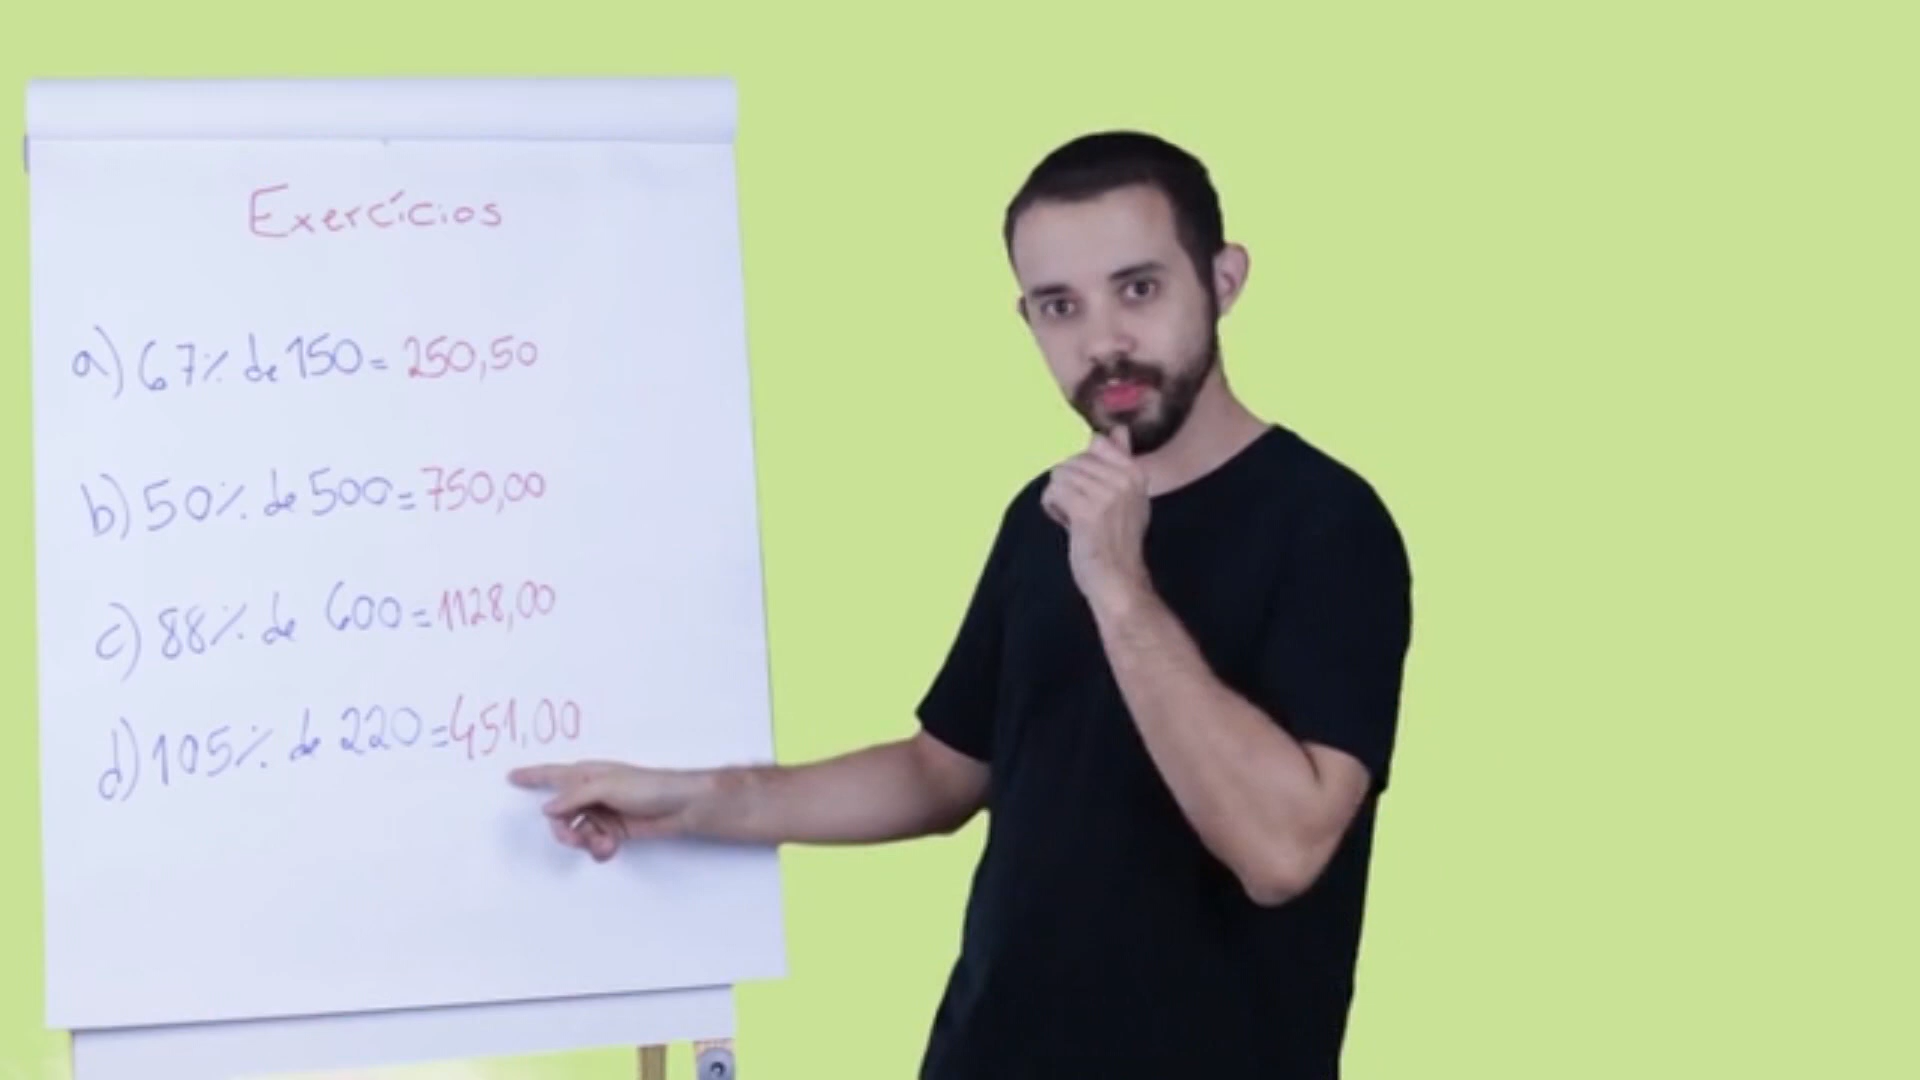 Exercícios
a) 67% de 150 = 250,50
b) 50% de 500 = 750,00
c) 88% de 600 = 1128,00
d) 105% de 220 = 451,00